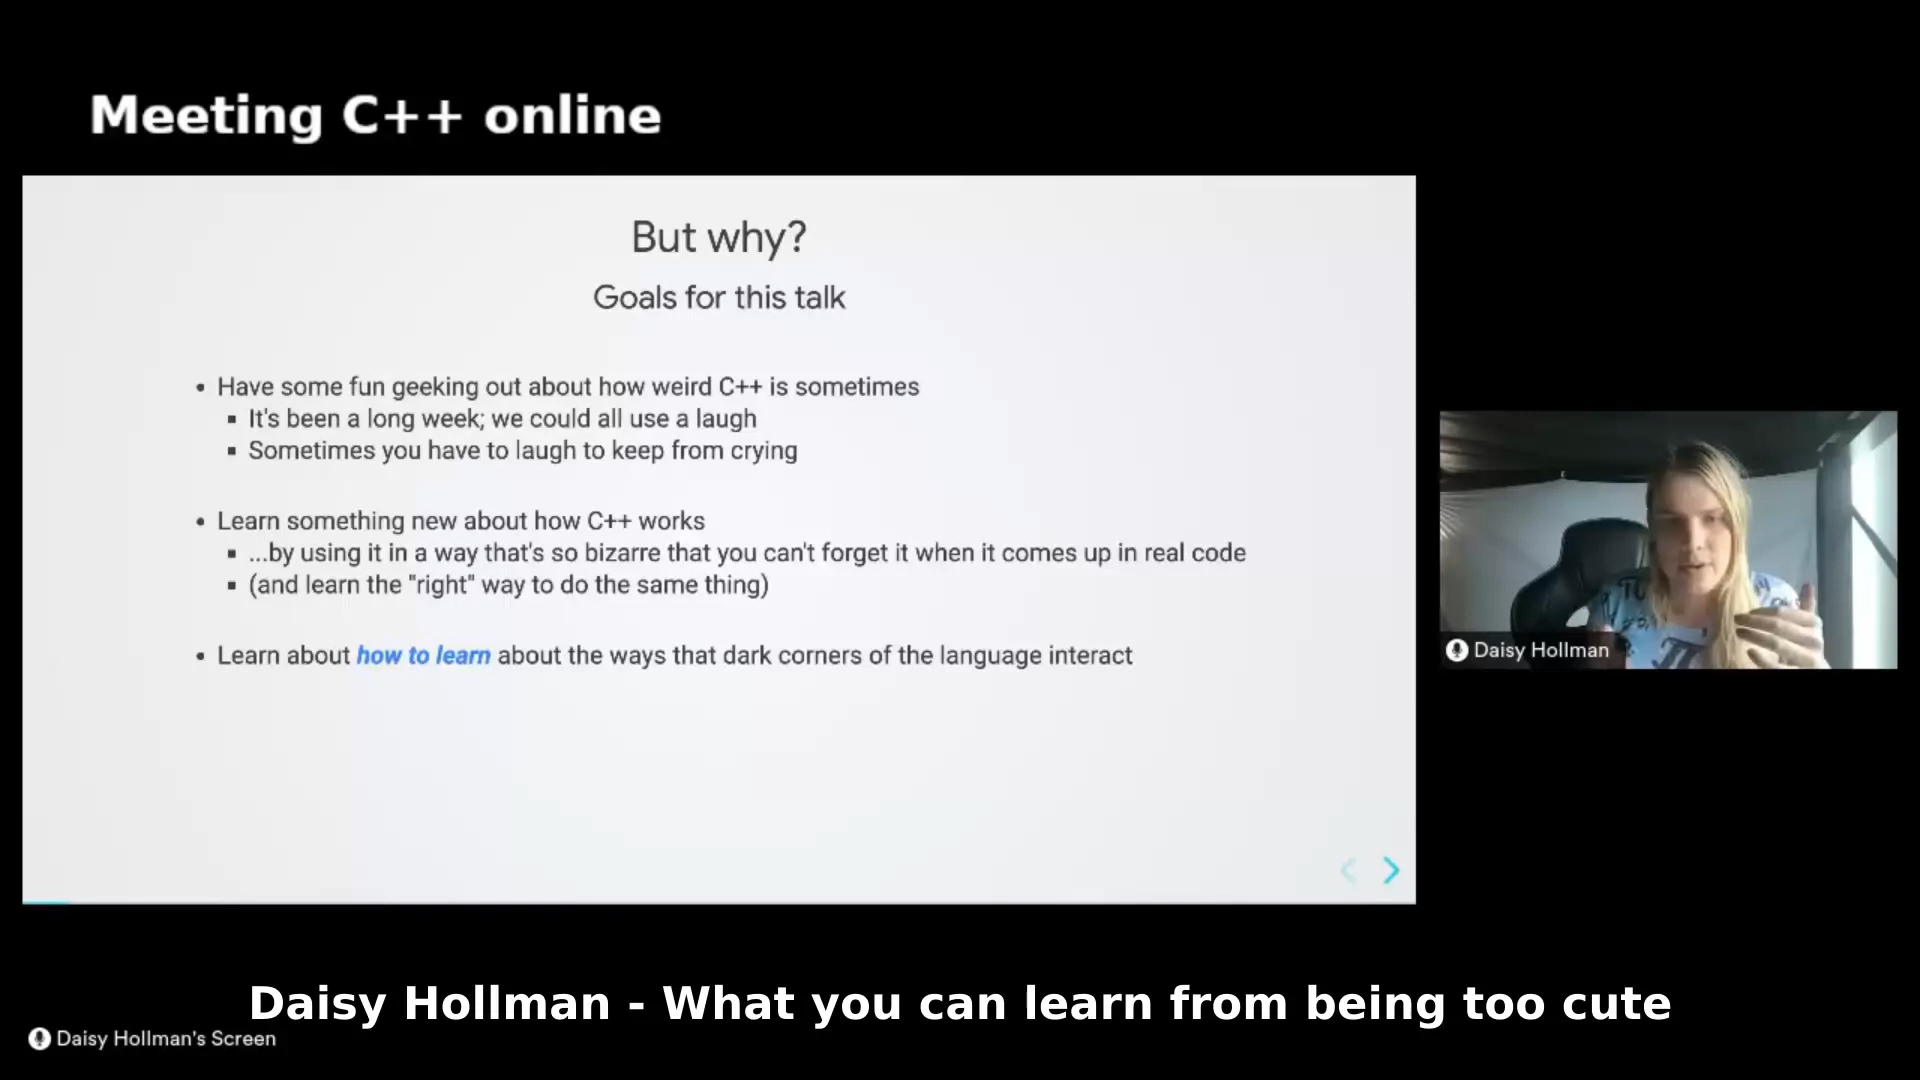 Meeting C++ online
But why?
Goals for this talk
• Have some fun geeking out about how weird C++ is sometimes
▪ It's been a long week; we could all use a laugh
▪ Sometimes you have to laugh to keep from crying
• Learn something new about how C++ works
▪ ...by using it in a way that's so bizarre that you can't forget it when it comes up in real code
▪ (and learn the "right" way to do the same thing)
• Learn about how to learn about the ways that dark corners of the language interact
Daisy Hollman
Daisy Hollman - What you can learn from being too cute
Daisy Hollman's Screen